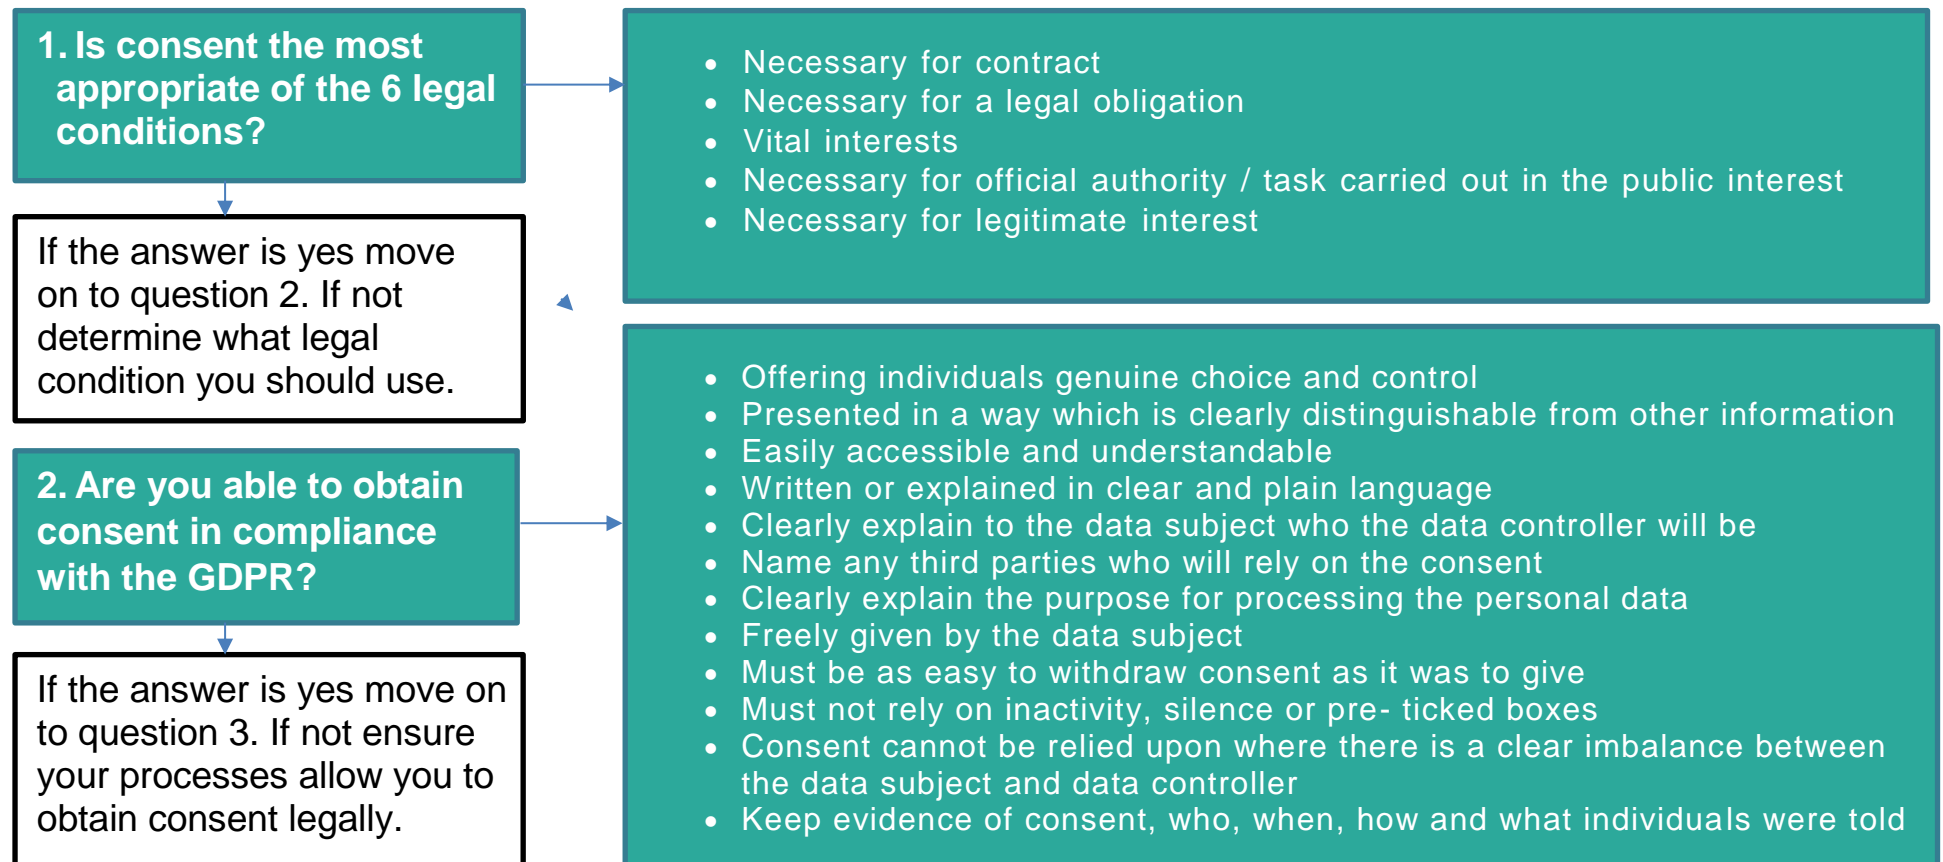 1. Is consent the most
appropriate of the 6 legal
conditions?
• Necessary for contract
• Necessary for a legal obligation
• Vital interests
• Necessary for official authority / task carried out in the public interest
• Necessary for legitimate interest
If the answer is yes move
on to question 2. If not
determine what legal
condition you should use.
2. Are you able to obtain
consent in compliance
with the GDPR?
• Offering individuals genuine choice and control
• Presented in a way which is clearly distinguishable from other information
• Easily accessible and understandable
• Written or explained in clear and plain language
• Clearly explain to the data subject who the data controller will be
• Name any third parties who will rely on the consent
• Clearly explain the purpose for processing the personal data
• Freely given by the data subject
• Must be as easy to withdraw consent as it was to give
• Must not rely on inactivity, silence or pre- ticked boxes
• Consent cannot be relied upon where there is a clear imbalance between
the data subject and data controller
• Keep evidence of consent, who, when, how and what individuals were told
If the answer is yes move on
to question 3. If not ensure
your processes allow you to
obtain consent legally.